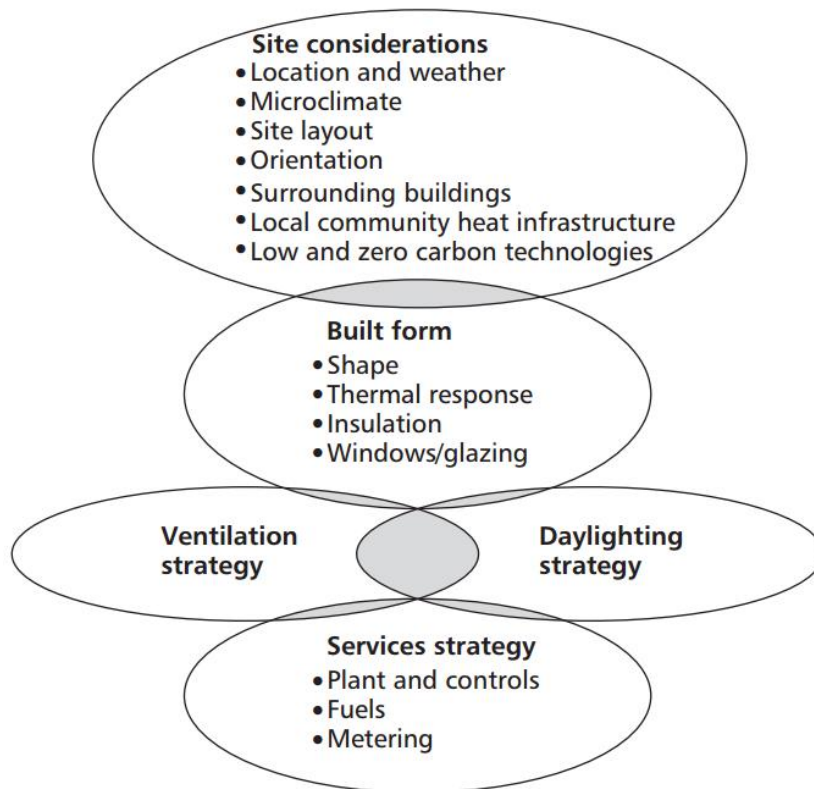 Site considerations
•Location and weather
•Microclimate
•Site layout
•Orientation
•Surrounding buildings
•Local community heat infrastructure
•Low and zero carbon technologies
Built form
•Shape
•Thermal response
•Insulation
•Windows/glazing
Ventilation
strategy
Daylighting
strategy
Services strategy
•Plant and controls
•Fuels
•Metering